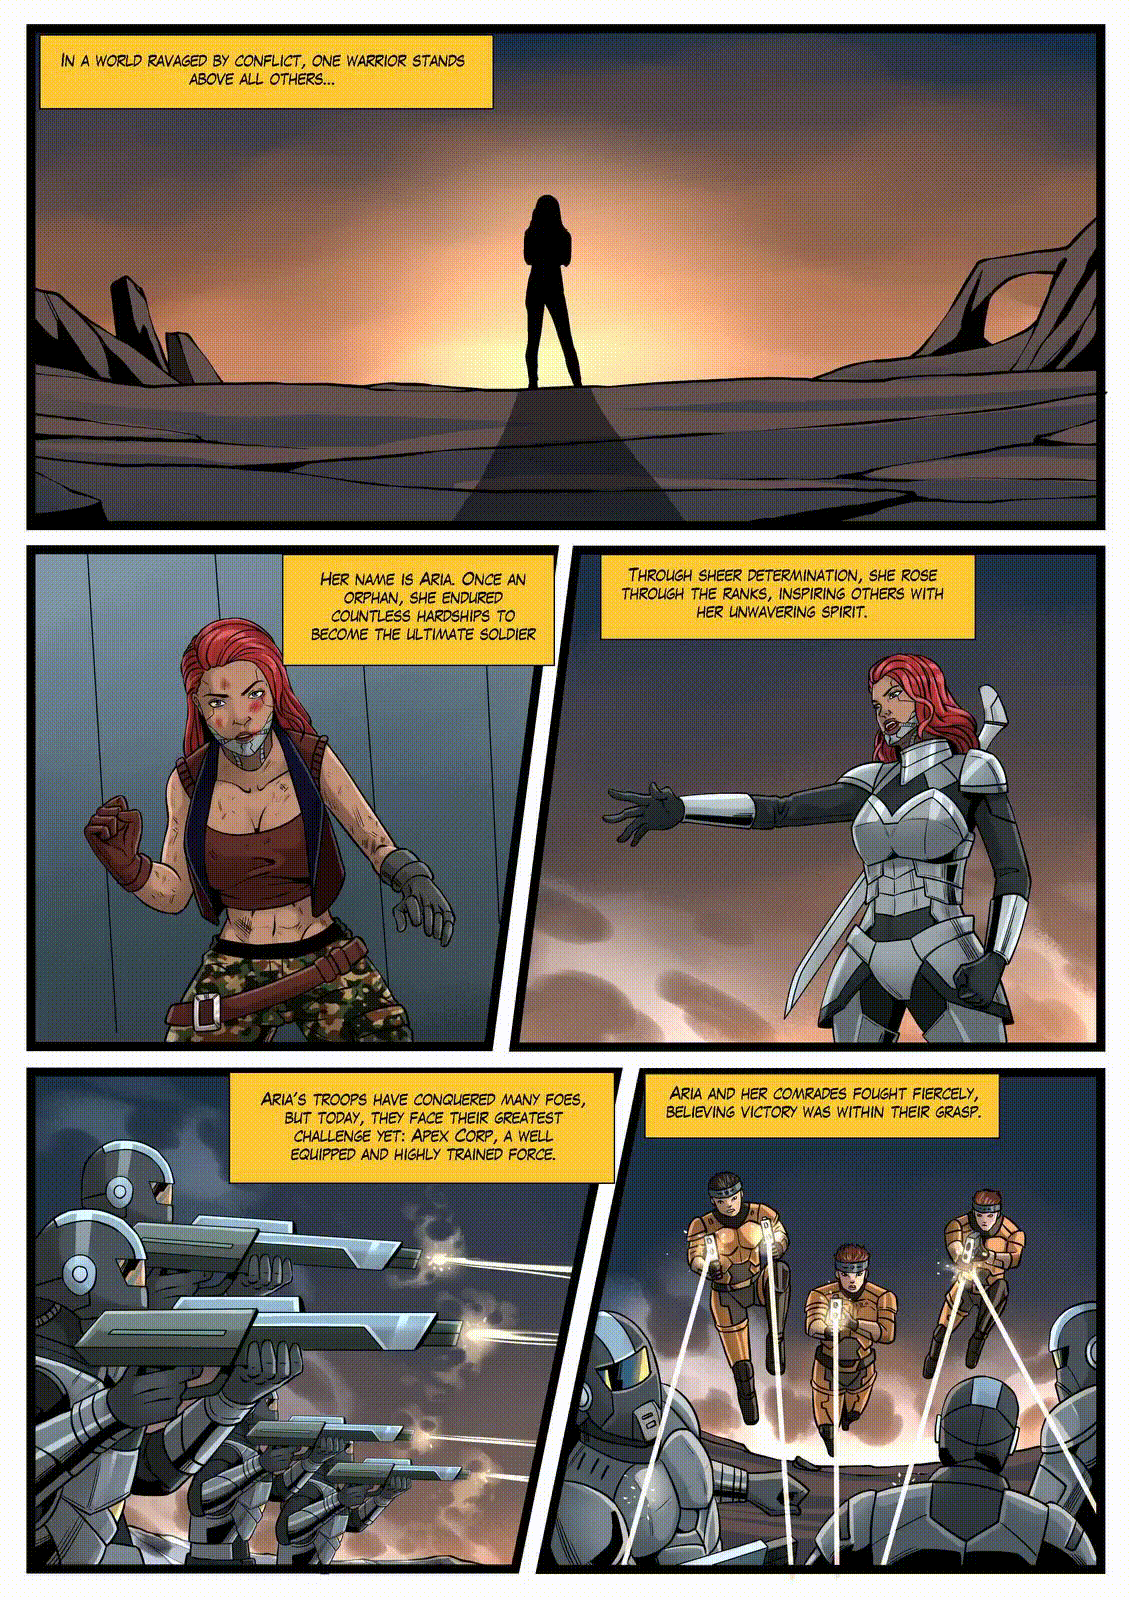 In a world ravaged by conflict, one warrior stands
above all others...
Her name is Aria. Once an
orphan, she endured
countless hardships to
become the ultimate soldier
Through sheer determination, she rose
through the ranks, inspiring others with
her unwavering spirit.
Aria's troops have conquered many foes,
but today, they face their greatest
challenge yet: Apex Corp, a well
equipped and highly trained force.
Aria and her comrades fought fiercely,
believing victory was within their grasp.